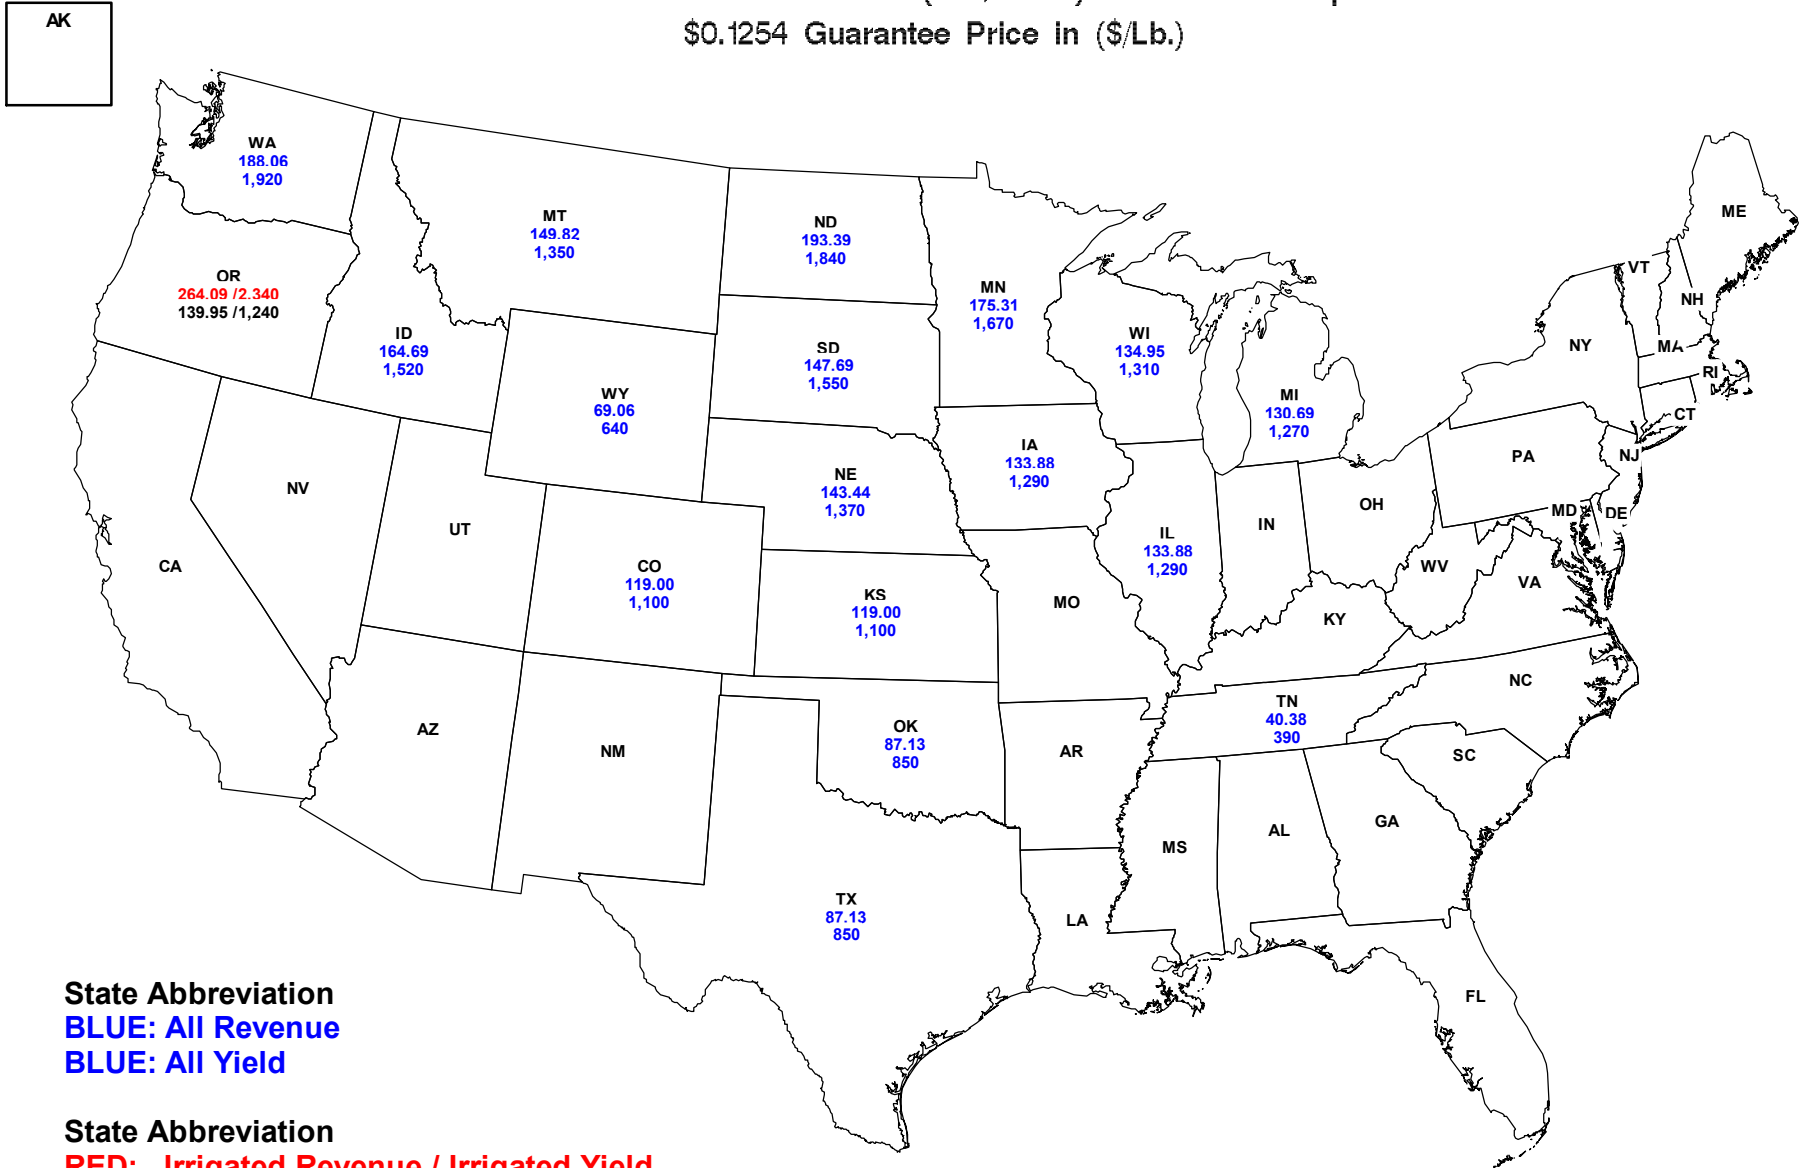 AK
$0.1254 Guarantee Price in ($/Lb.)
WA
188.06
1,920
MT
149.82
1,350
ND
193.39
1,840
MN
175.31
1,670
ME
VT
NH
OR
264.09 /2.340
139.95 /1,240
ID
164.69
1,520
SD
147.69
1,550
WI
134.95
1,310
NY
MA
RI
CT
WY
69.06
640
MI
130.69
1,270
IA
133.88
1,290
PA
NJ
NE
143.44
1,370
NV
UT
OH
IN
MD
DE
IL
133.88
1,290
CA
CO
119.00
1,100
KS
119.00
1,100
MO
WV
VA
KY
NC
TN
40.38
390
AZ
NM
OK
87.13
850
AR
SC
MS
AL
GA
TX
87.13
850
LA
FL
State Abbreviation
BLUE: All Revenue
BLUE: All Yield
State Abbreviation
RED: Irrigated Revenue / Irrigated Yield